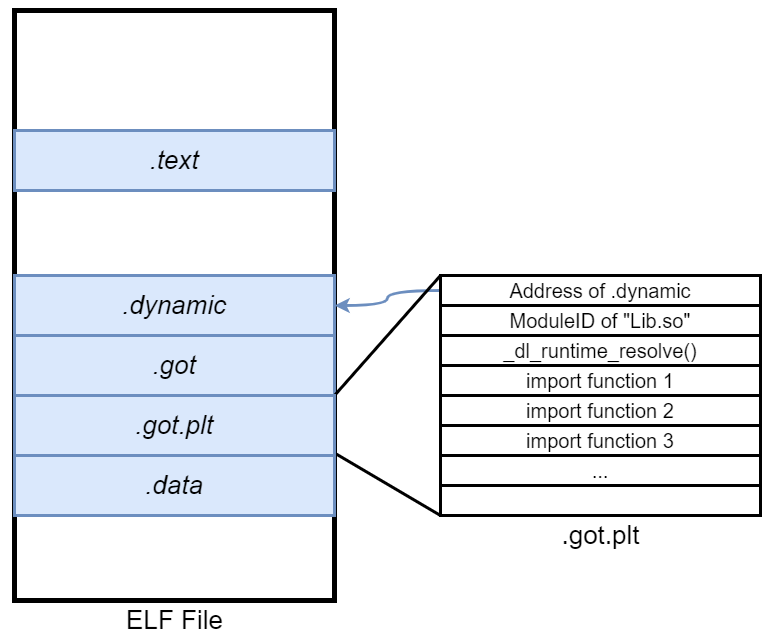 .text
.dynamic
.got
.got.plt
.data
ELF File
Address of .dynamic
ModuleID of "Lib.so"
_dl_runtime_resolve()
import function 1
import function 2
import function 3
...
.got.plt